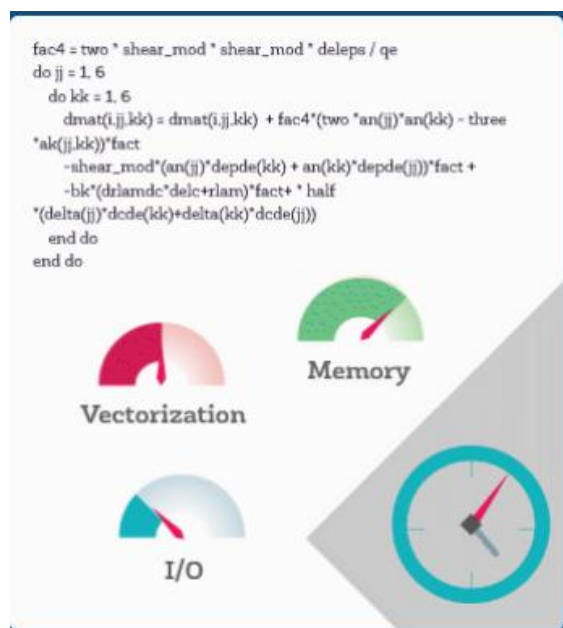 fac4 = two * shear_mod * shear_mod * deleps / qe
do jj = 1, 6
do kk = 1, 6
dmat(i,jj,kk) = dmat(i,jj,kk) + fac4*(two *an(jj)*an(kk) - three
*ak(jj,kk))*fact
-shear_mod*(an(jj)*depde(kk) + an(kk)*depde(jj))*fact +
-bk*(drlamdc*delc+rlam)*fact+ * half
*(delta(jj)*dcde(kk)+delta(kk)*dcde(jj))
end do
end do
Memory
Vectorization
I/O